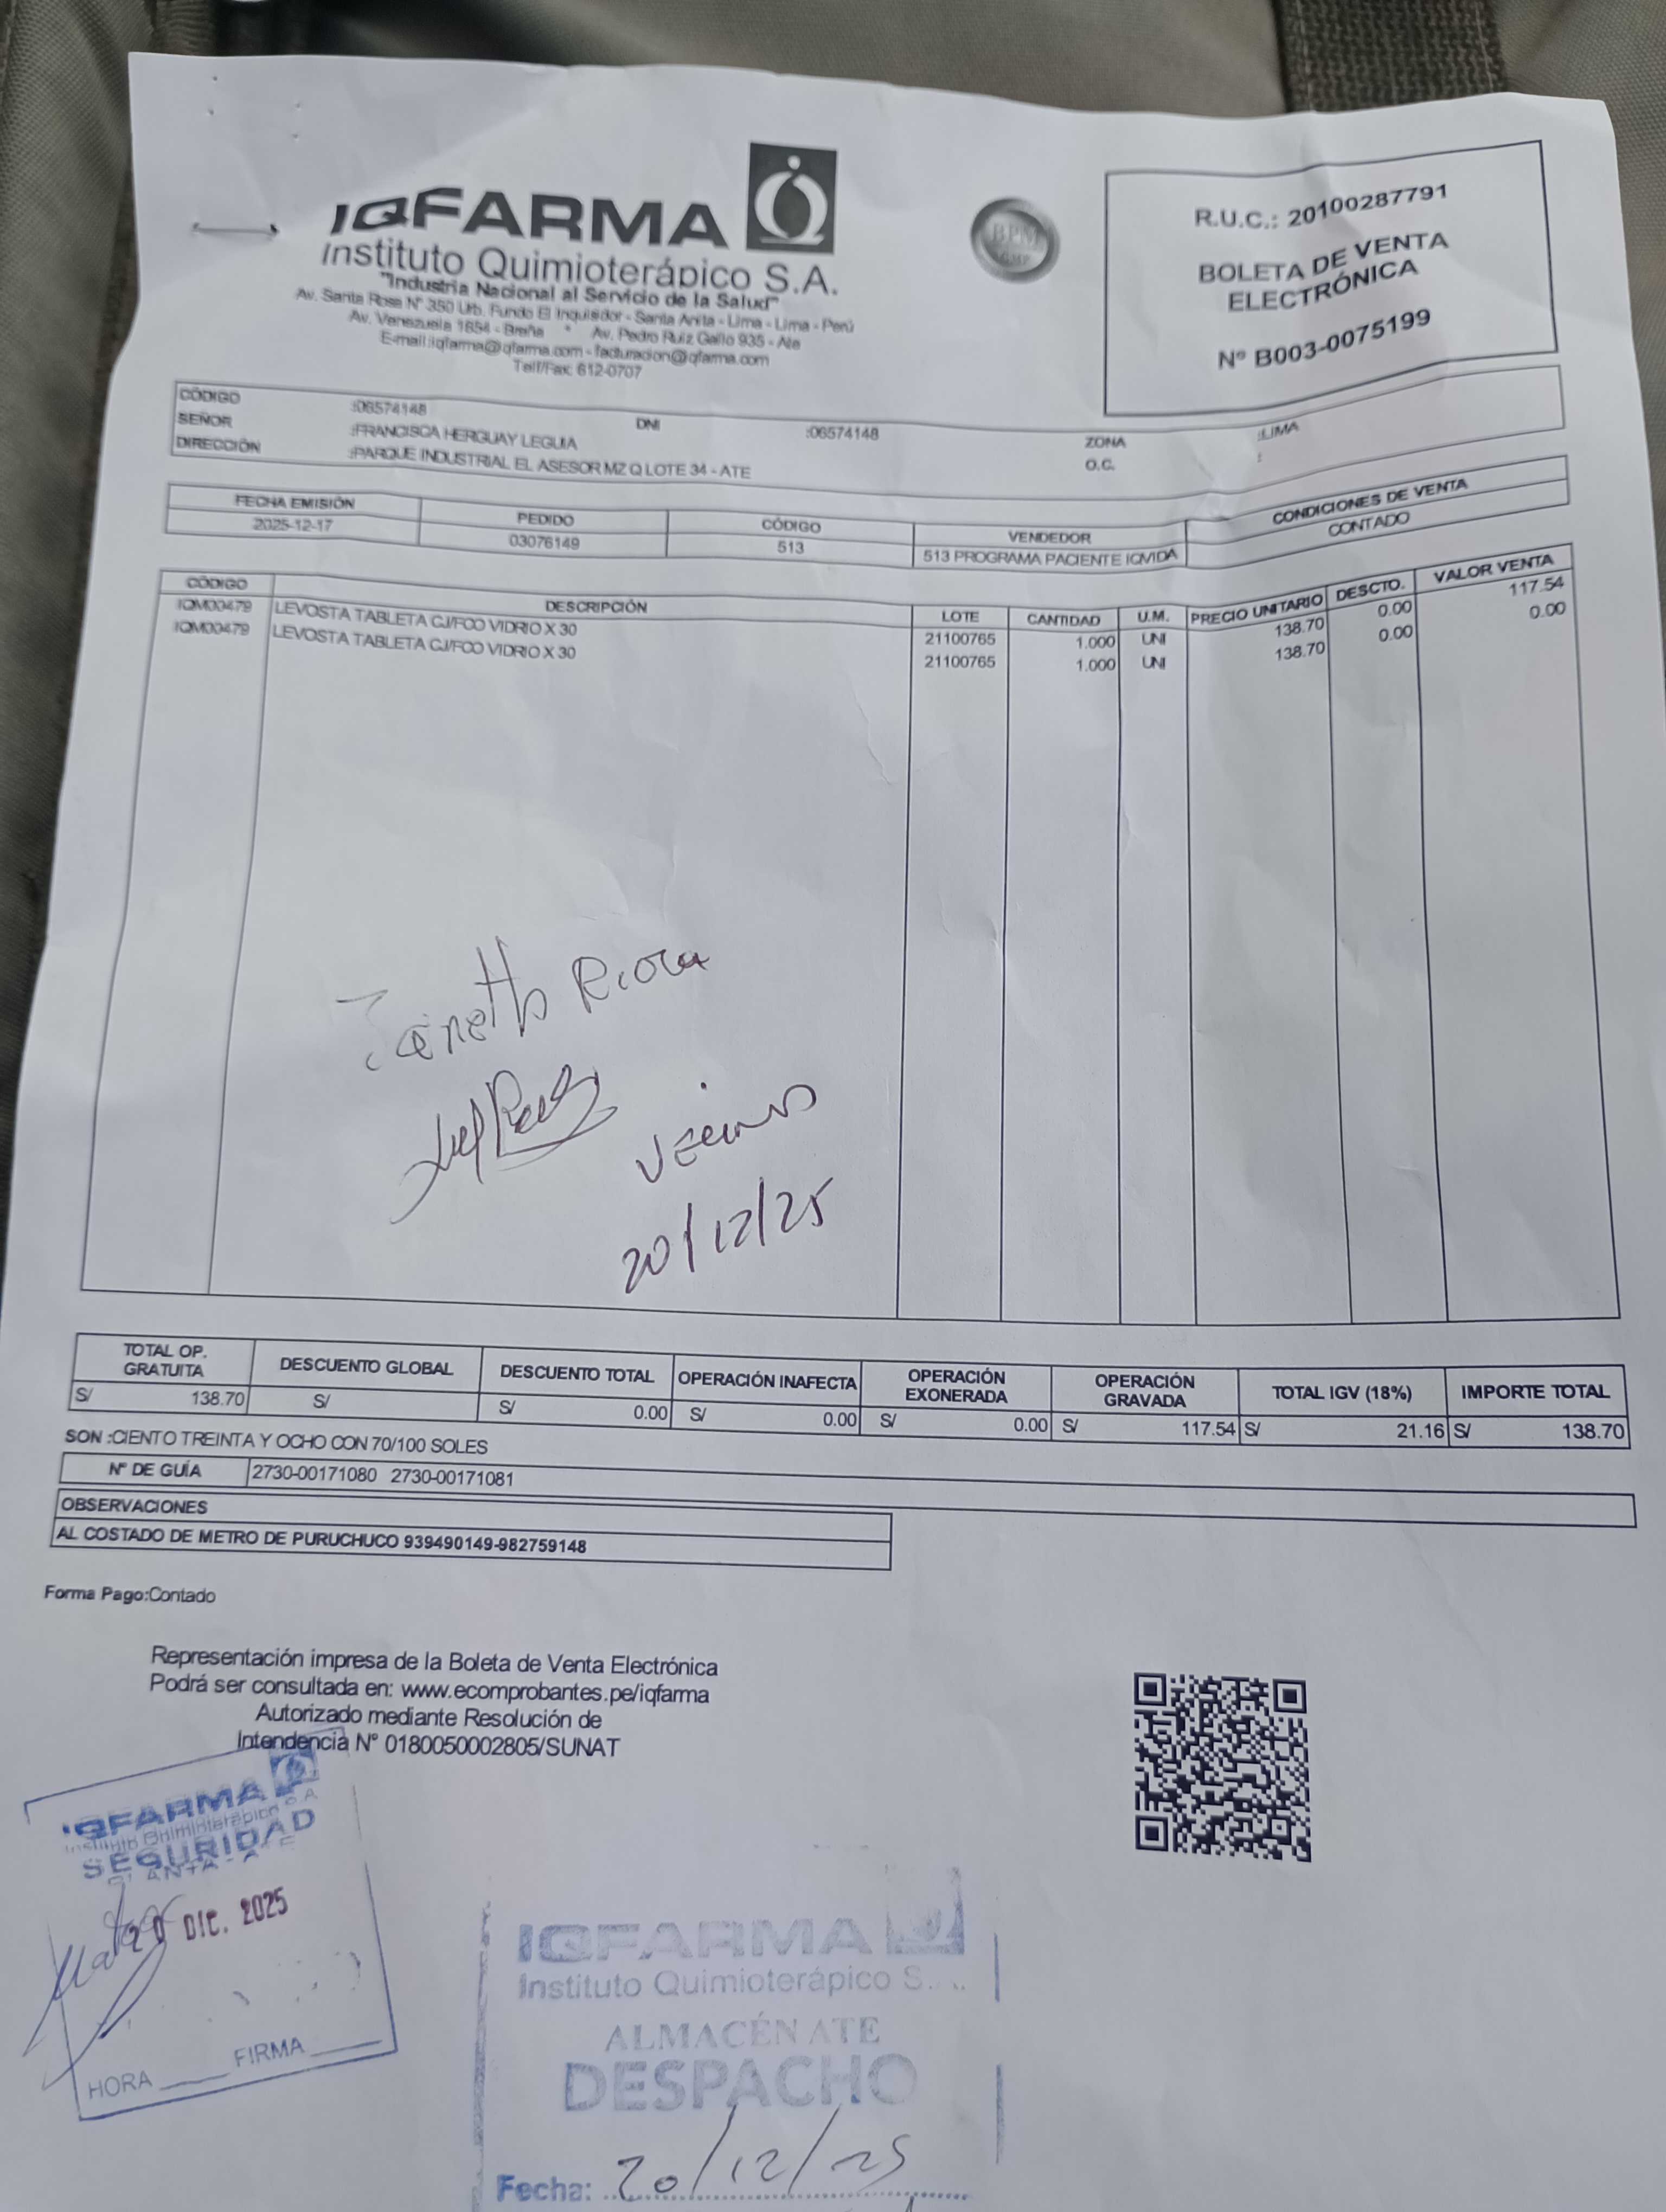 IQFARMA
Instituto Quimioterápico S.A.
"Industria Nacional al Servicio de la Salud"
Av. Santa Rosa N° 350 Urb. Fundo El Inquisidor - Santa Anita - Lima - Lima - Perú
Av. Venezuela 1854 - Breña * Av. Pedro Ruiz Gallo 935 - Ate
E-mail:iqfarma@iqfarma.com - facturacion@iqfarma.com
Telf/Fax: 612-0707
BPM
R.U.C.: 20100287791
BOLETA DE VENTA
ELECTRÓNICA
N° B003-0075199
CÓDIGO :06574148 DNI :06574148 ZONA :LIMA
SEÑOR :FRANCISCA HERGUAY LEGUIA O.C. :
DIRECCIÓN :PARQUE INDUSTRIAL EL ASESOR MZ Q LOTE 34 - ATE
FECHA EMISIÓN PEDIDO CÓDIGO VENDEDOR CONDICIONES DE VENTA
2025-12-17 03076149 513 513 PROGRAMA PACIENTE IQVIDA CONTADO
CÓDIGO DESCRIPCIÓN LOTE CANTIDAD U.M. PRECIO UNITARIO DESCTO. VALOR VENTA
IQM00479 LEVOSTA TABLETA CJ/FCO VIDRIO X 30 21100765 1.000 UNI 138.70 0.00 117.54
IQM00479 LEVOSTA TABLETA CJ/FCO VIDRIO X 30 21100765 1.000 UNI 138.70 0.00 0.00
20/12/25
TOTAL OP. GRATUITA DESCUENTO GLOBAL DESCUENTO TOTAL OPERACIÓN INAFECTA OPERACIÓN EXONERADA OPERACIÓN GRAVADA TOTAL IGV (18%) IMPORTE TOTAL
S/ 138.70 S/ S/ 0.00 S/ 0.00 S/ 0.00 S/ 117.54 S/ 21.16 S/ 138.70
SON :CIENTO TREINTA Y OCHO CON 70/100 SOLES
N° DE GUÍA 2730-00171080 2730-00171081
OBSERVACIONES
AL COSTADO DE METRO DE PURUCHUCO 939490149-982759148
Forma Pago:Contado
Representación impresa de la Boleta de Venta Electrónica
Podrá ser consultada en: www.ecomprobantes.pe/iqfarma
Autorizado mediante Resolución de
Intendencia N° 0180050002805/SUNAT
IQFARMA
Instituto Quimioterápico S.A.
SEGURIDAD
PLANTA - ATE
20 DIC. 2025
HORA FIRMA
IQFARMA
Instituto Quimioterápico S.
ALMACÉN ATE
DESPACHO
Fecha: 20/12/25